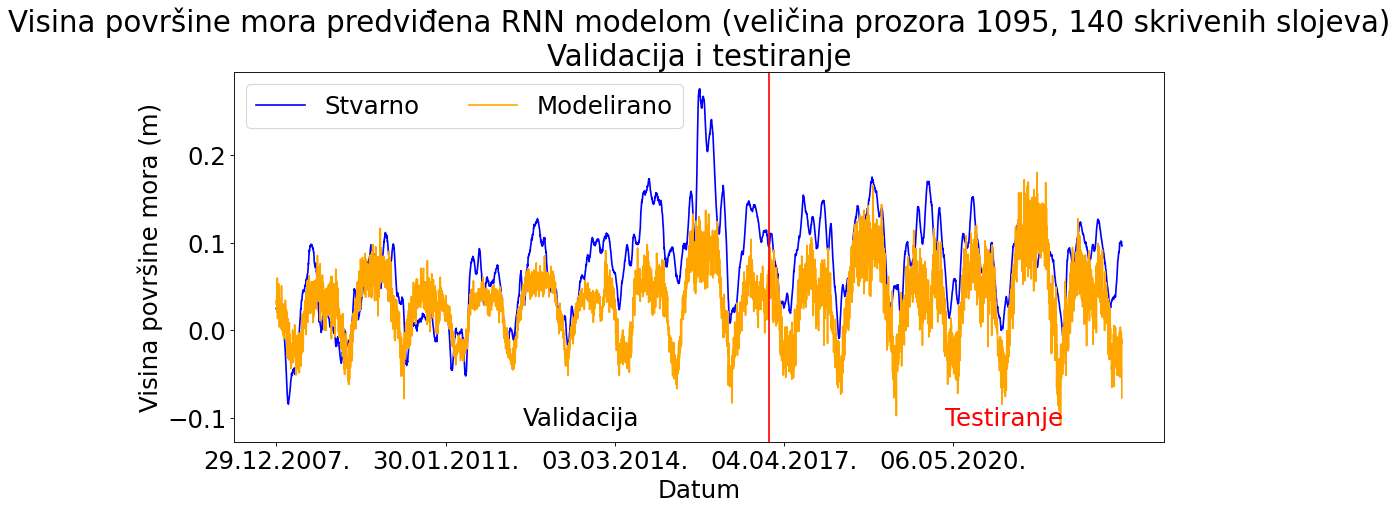 Visina površine mora predviđena RNN modelom (veličina prozora 1095, 140 skrivenih slojeva)
Validacija i testiranje
Stvarno Modelirano
Visina površine mora (m)
0.2
0.1
0.0
−0.1
Validacija Testiranje
29.12.2007. 30.01.2011. 03.03.2014. 04.04.2017. 06.05.2020.
Datum